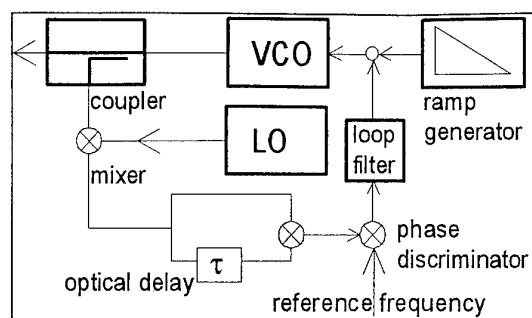 VCO
coupler
ramp
generator
LO
loop
filter
mixer
τ
optical delay
phase
discriminator
reference frequency